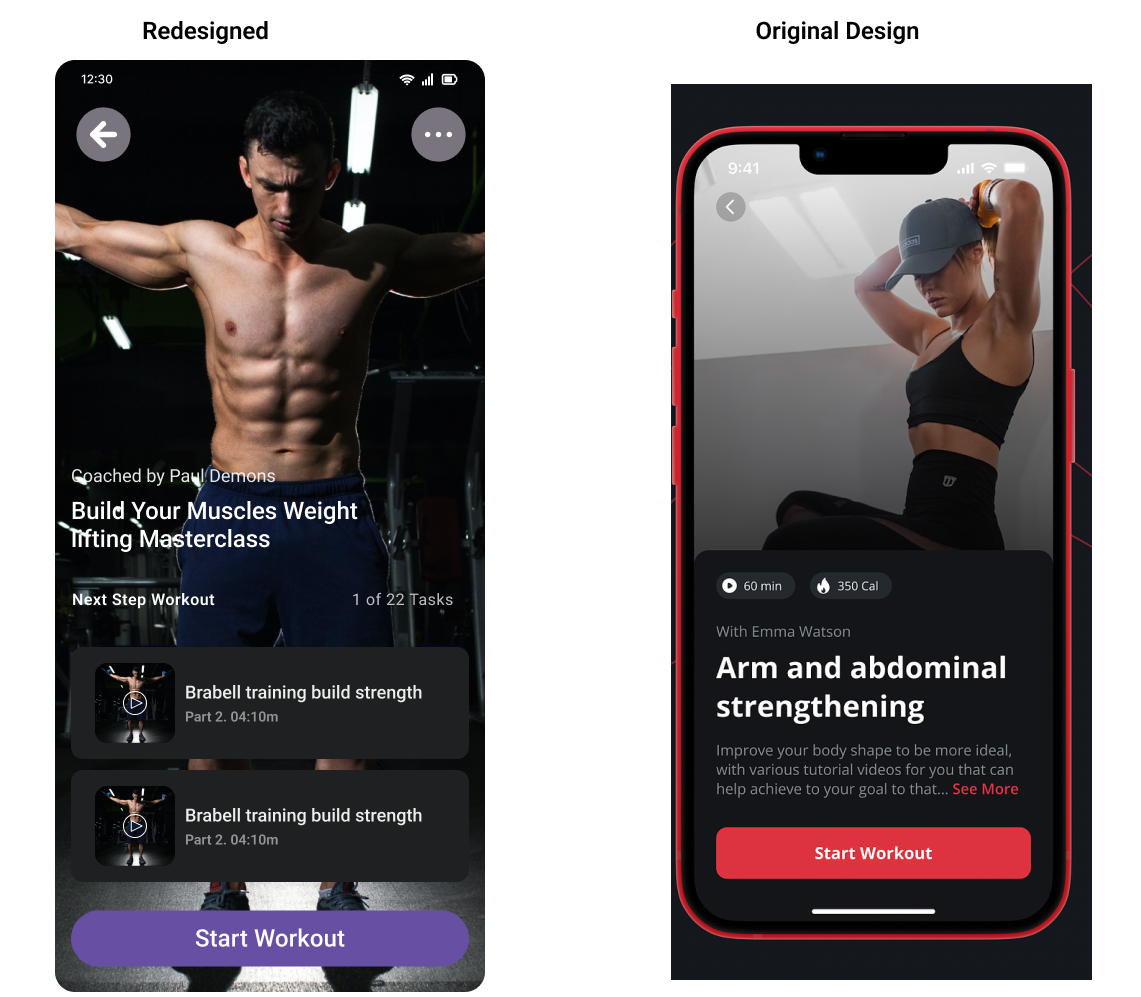 Redesigned
Original Design
12:30
Coached by Paul Demons
Build Your Muscles Weight
lifting Masterclass
Next Step Workout
1 of 22 Tasks
Brabell training build strength
Part 2. 04:10m
Brabell training build strength
Part 2. 04:10m
Start Workout
9:41
adidas
60 min
350 Cal
With Emma Watson
Arm and abdominal
strengthening
Improve your body shape to be more ideal,
with various tutorial videos for you that can
help achieve to your goal to that... See More
Start Workout